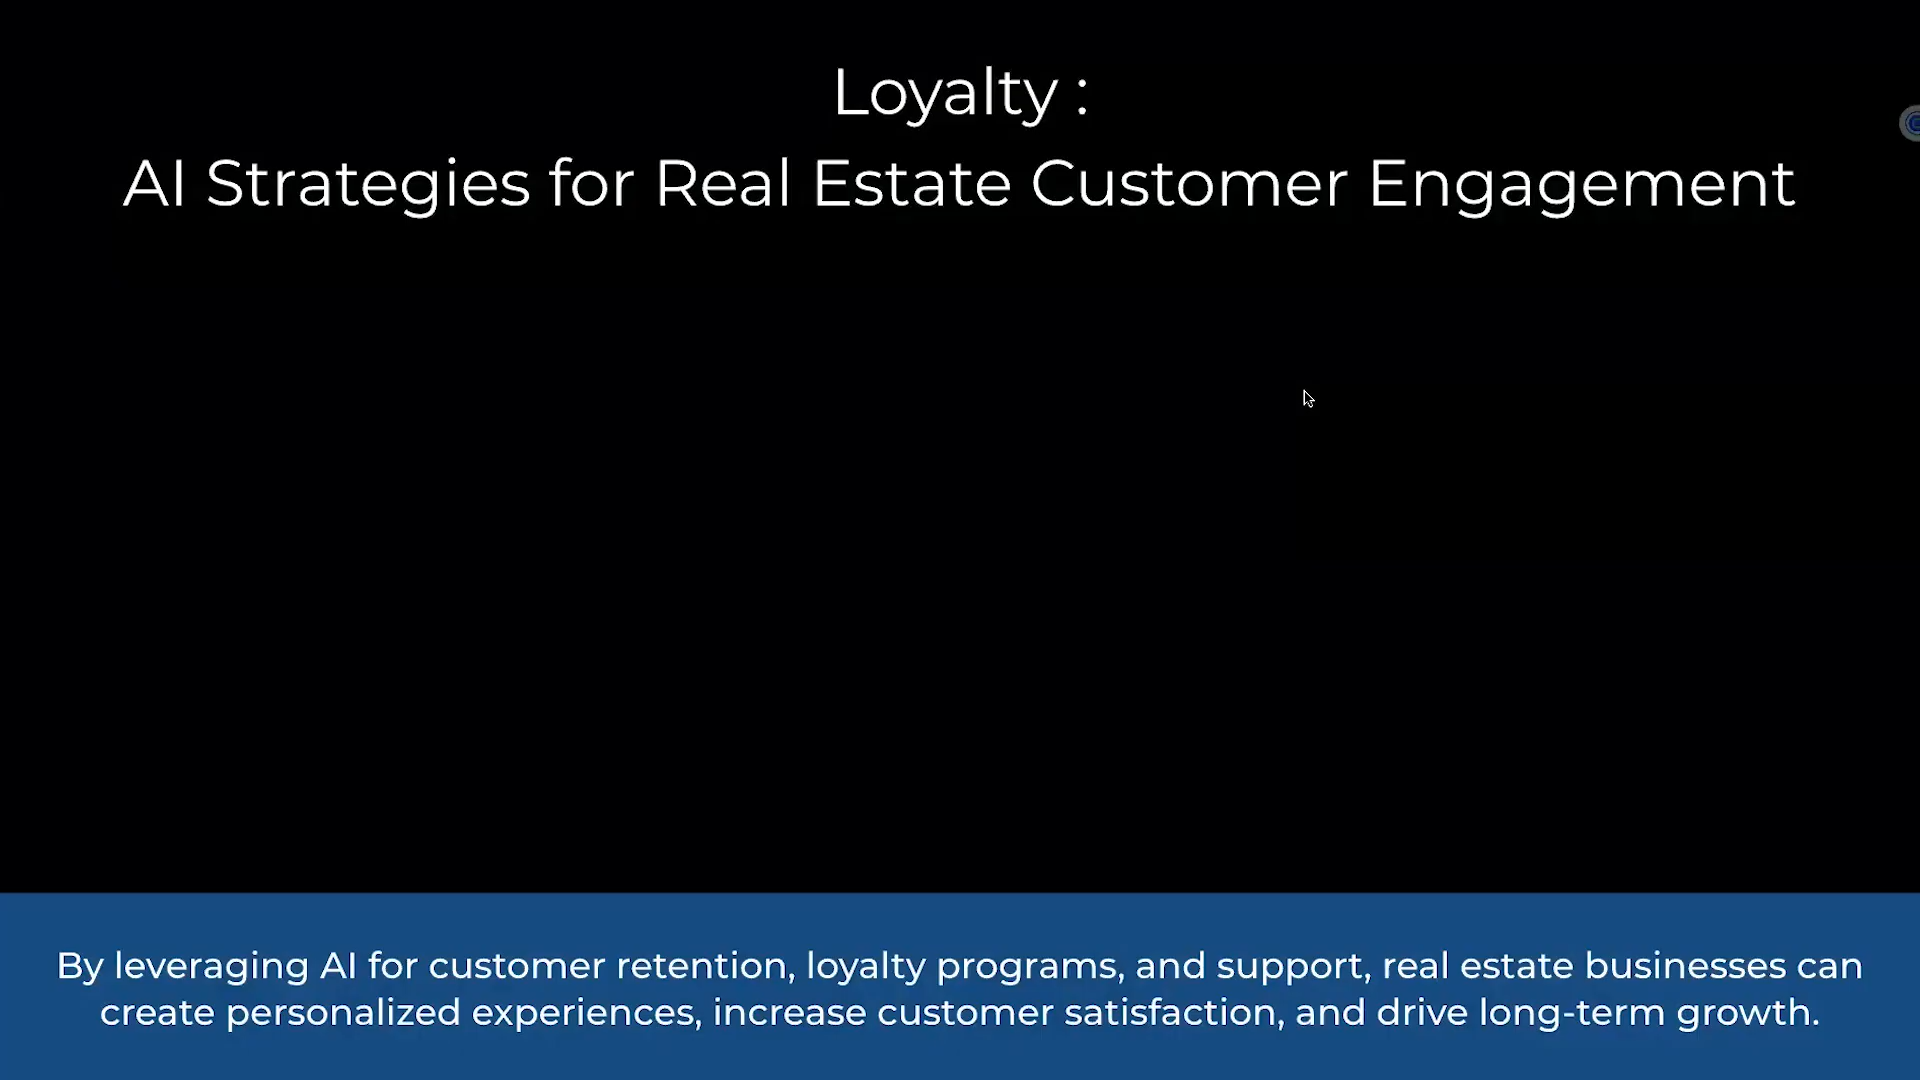 Loyalty :
AI Strategies for Real Estate Customer Engagement
By leveraging AI for customer retention, loyalty programs, and support, real estate businesses can
create personalized experiences, increase customer satisfaction, and drive long-term growth.